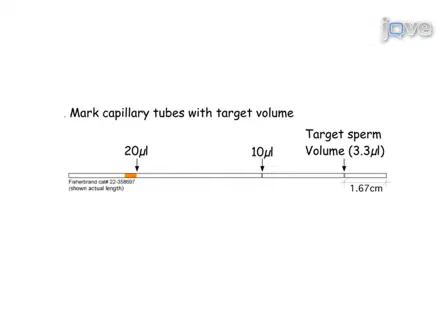 jove
. Mark capillary tubes with target volume
Target sperm
20µl
10µl
Volume (3.3µl)
Fisherbrand cat# 22-358697
(shown actual length)
1.67cm